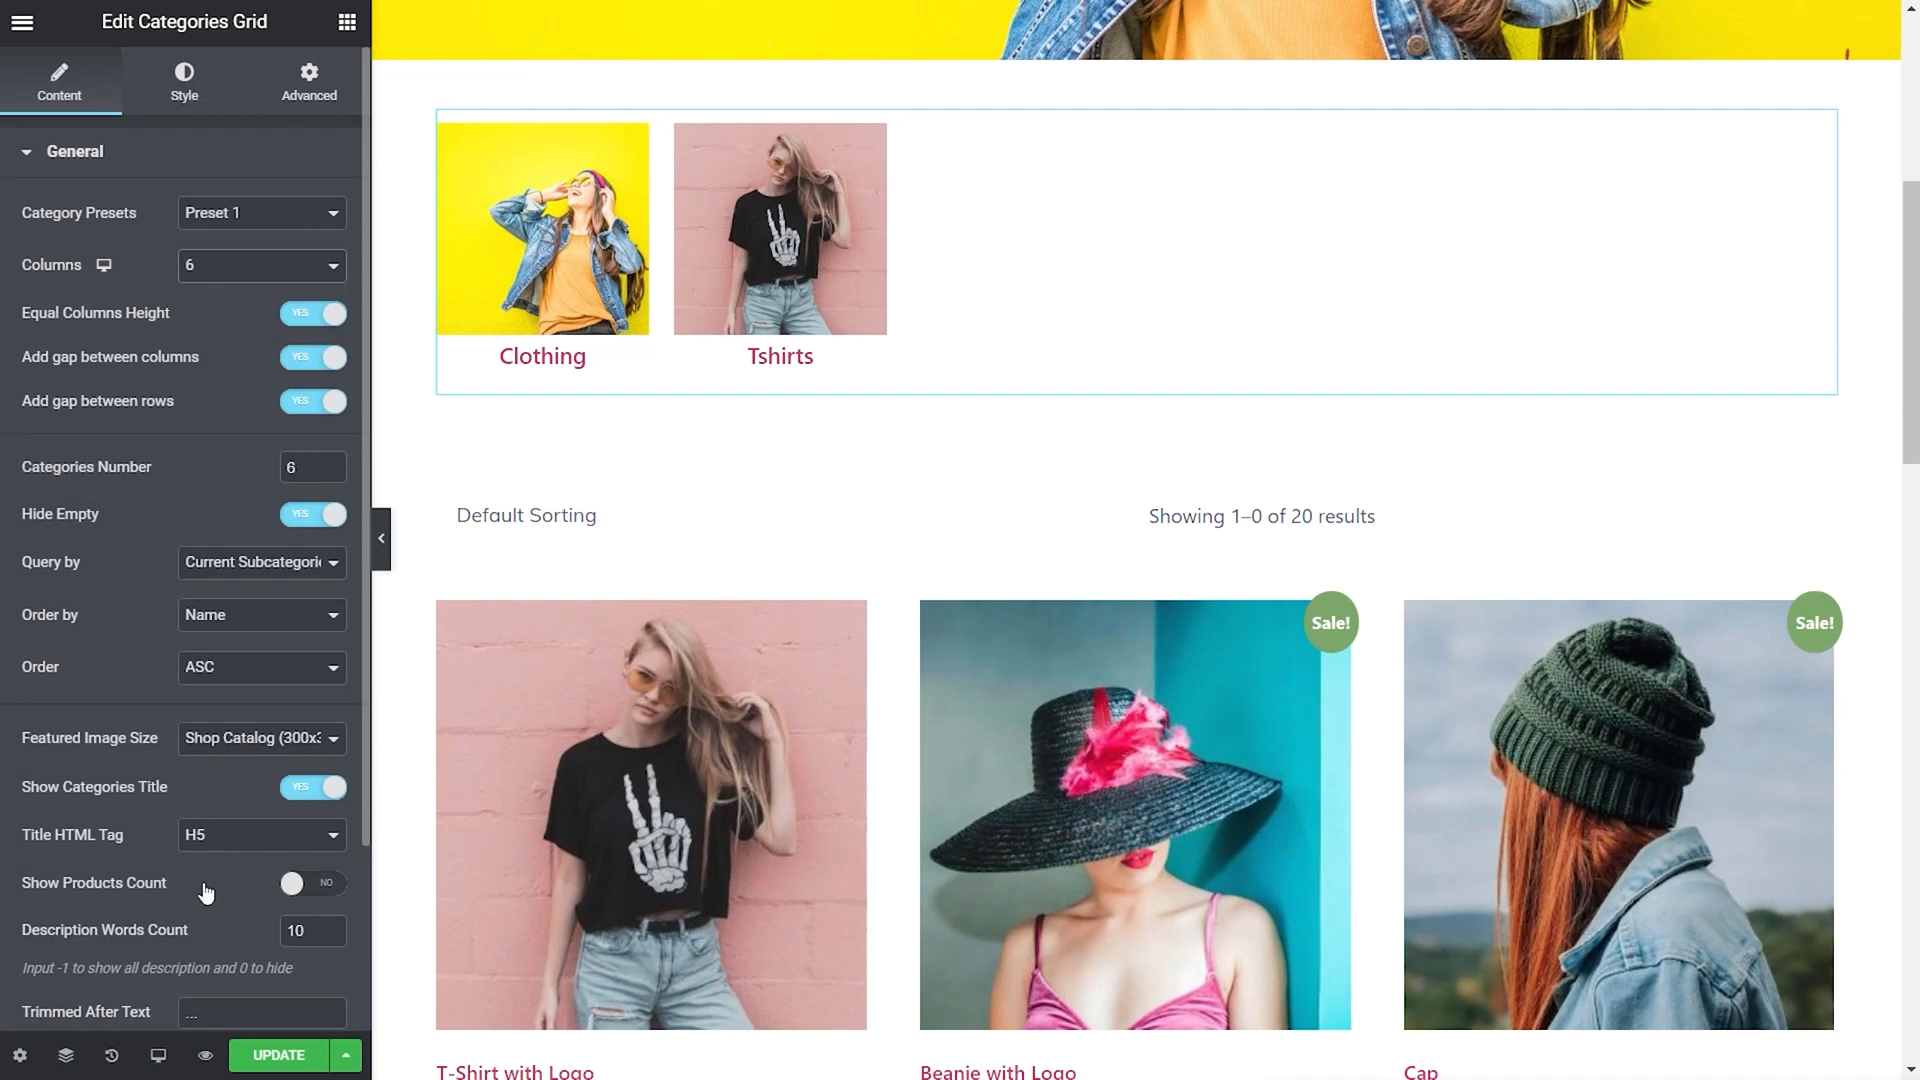 Edit Categories Grid
Content
Style
Advanced
General
Category Presets
Preset 1
Columns
6
Equal Columns Height
YES
Add gap between columns
YES
Add gap between rows
YES
Categories Number
6
Hide Empty
YES
Query by
Current Subcategori
Order by
Name
Order
ASC
Featured Image Size
Shop Catalog (300x3
Show Categories Title
YES
Title HTML Tag
H5
Show Products Count
NO
Description Words Count
10
Input -1 to show all description and 0 to hide
Trimmed After Text
...
UPDATE
Clothing
Tshirts
Default Sorting
Showing 1–0 of 20 results
Sale!
Sale!
T-Shirt with Logo
Beanie with Logo
Cap